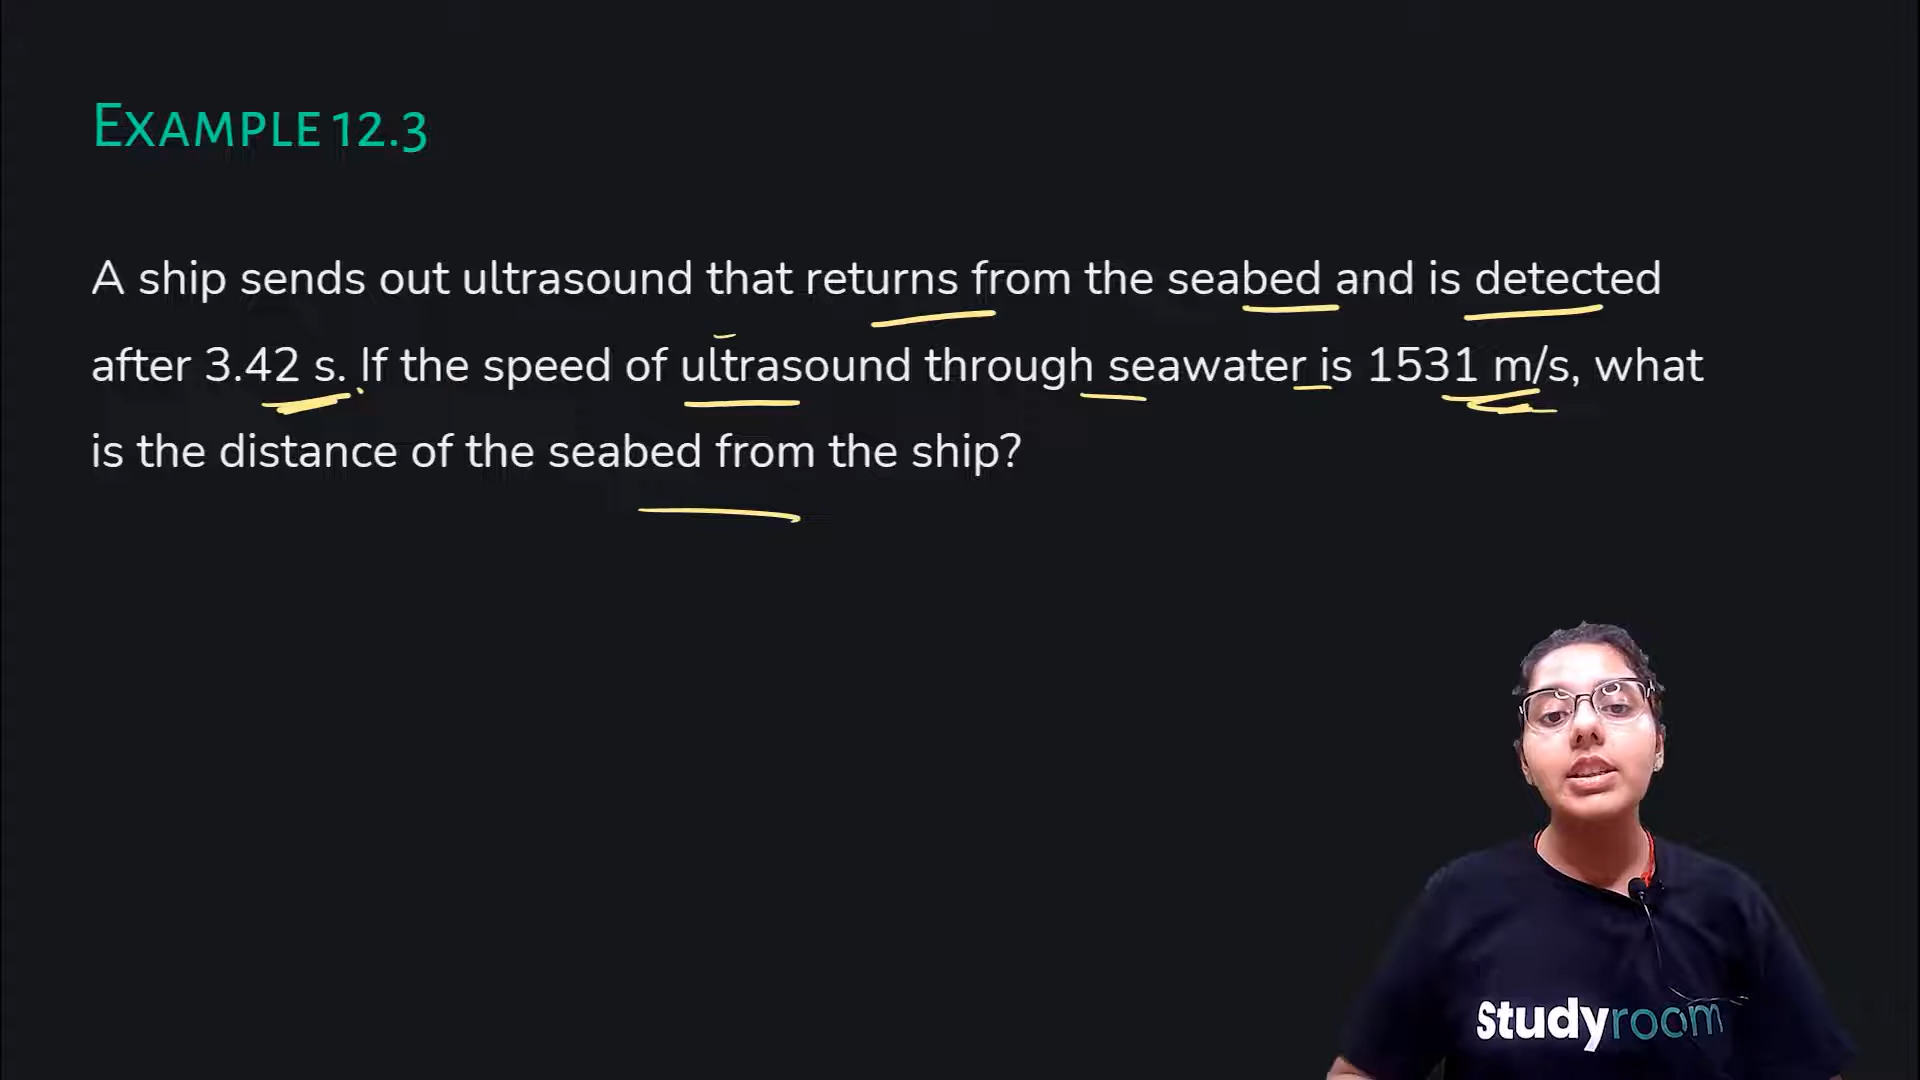 EXAMPLE 12.3
A ship sends out ultrasound that returns from the seabed and is detected
after 3.42 s. If the speed of ultrasound through seawater is 1531 m/s, what
is the distance of the seabed from the ship?
studyroom